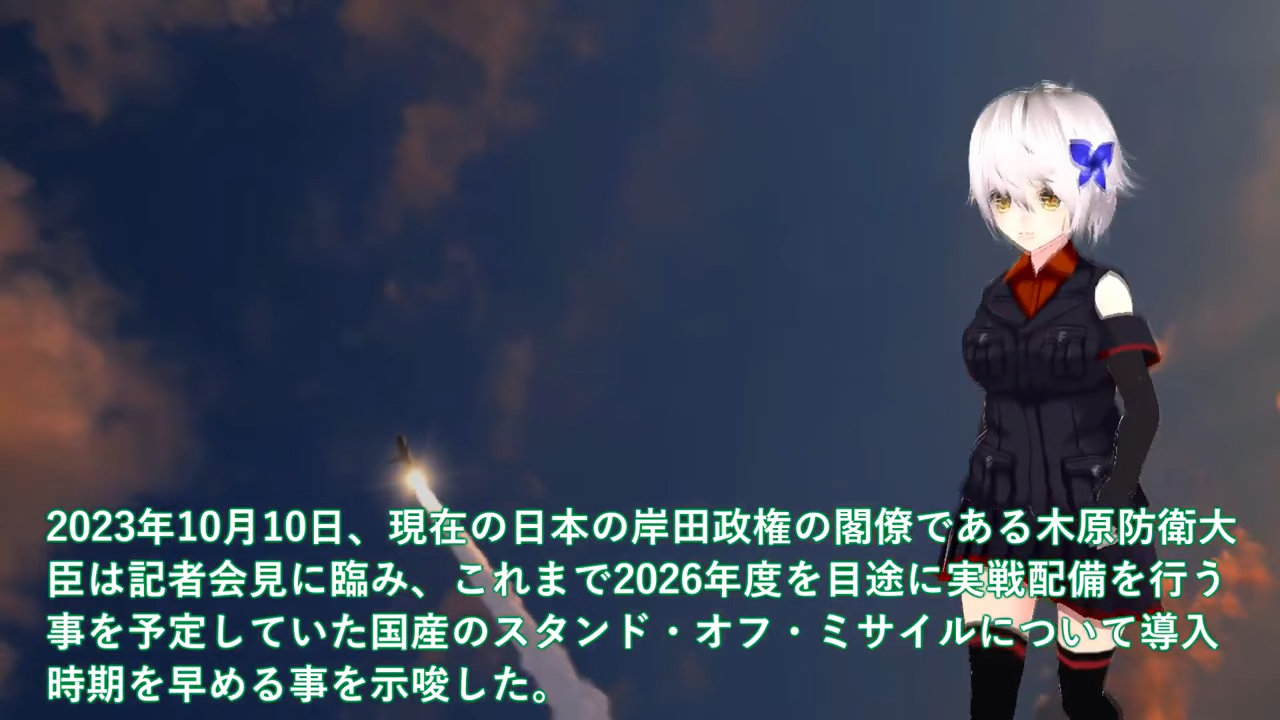 2023年10月10日、現在の日本の岸田政権の閣僚である木原防衛大
臣は記者会見に臨み、これまで2026年度を目途に実戦配備を行う
事を予定していた国産のスタンド・オフ・ミサイルについて導入
時期を早める事を示唆した。